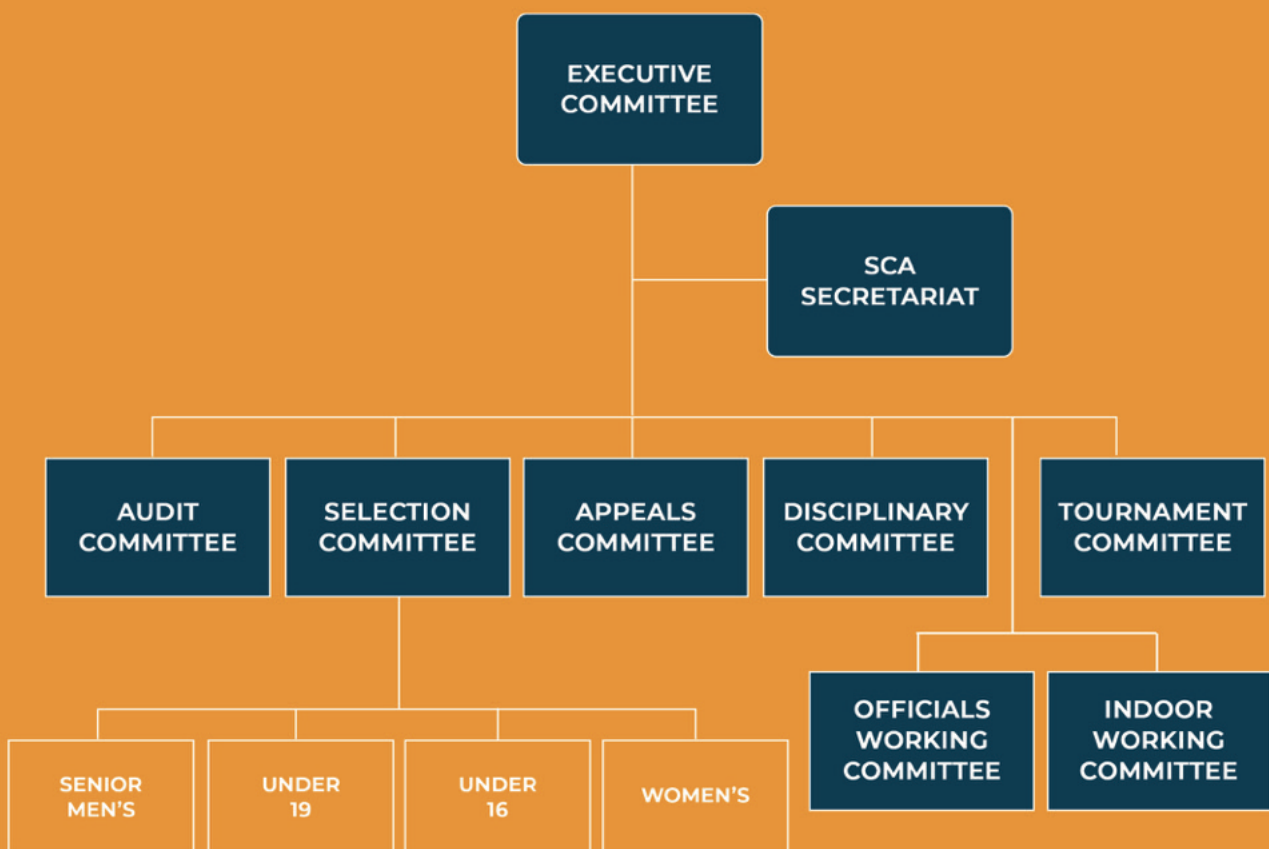 EXECUTIVE
COMMITTEE
SCA
SECRETARIAT
AUDIT
COMMITTEE
SELECTION
COMMITTEE
APPEALS
COMMITTEE
DISCIPLINARY
COMMITTEE
TOURNAMENT
COMMITTEE
OFFICIALS
WORKING
COMMITTEE
INDOOR
WORKING
COMMITTEE
SENIOR
MEN’S
UNDER
19
UNDER
16
WOMEN’S